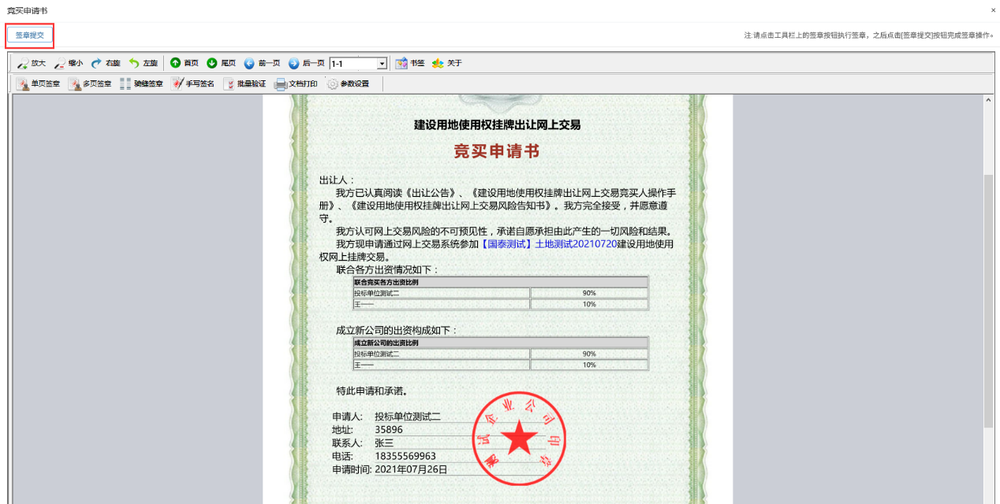 竞买申请书
×
签章提交
注:请点击工具栏上的签章按钮执行签章，之后点击[签章提交]按钮完成签章操作。
放大 缩小 右旋 左旋 首页 尾页 前一页 后一页 1-1 书签 关于
单页签章 多页签章 骑缝签章 手写签名 批量验证 文档打印 参数设置
建设用地使用权挂牌出让网上交易
竞买申请书
出让人：
我方已认真阅读《出让公告》、《建设用地使用权挂牌出让网上交易竞买人操作手
册》、《建设用地使用权挂牌出让网上交易风险告知书》。我方完全接受，并愿意遵
守。
我方认可网上交易风险的不可预见性，承诺自愿承担由此产生的一切风险和结果。
我方现申请通过网上交易系统参加【国泰测试】土地测试20210720建设用地使用
权网上挂牌交易。
联合各方出资情况如下：
联合竞买各方出资比例
投标单位测试二 90%
王一一 10%
成立新公司的出资构成如下：
成立新公司的出资比例
投标单位测试二 90%
王一一 10%
特此申请和承诺。
申请人: 投标单位测试二
地址: 35896
联系人: 张三
电话: 18355569963
申请时间: 2021年07月26日
测试企业公司印章